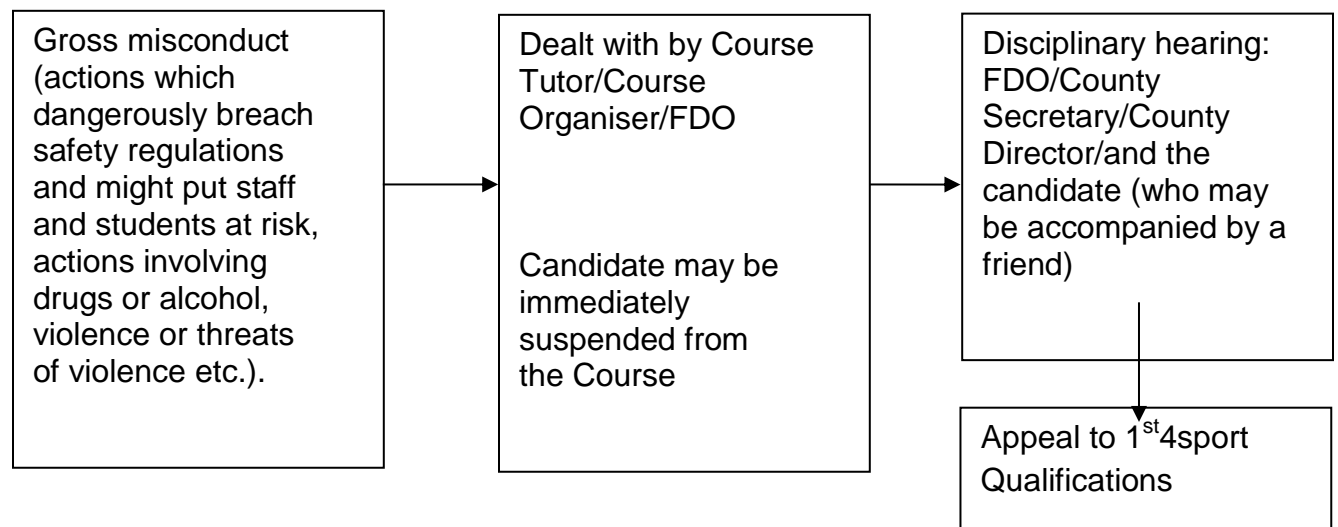 Gross misconduct
(actions which
dangerously breach
safety regulations
and might put staff
and students at risk,
actions involving
drugs or alcohol,
violence or threats
of violence etc.).
Dealt with by Course
Tutor/Course
Organiser/FDO
Candidate may be
immediately
suspended from
the Course
Disciplinary hearing:
FDO/County
Secretary/County
Director/and the
candidate (who may
be accompanied by a
friend)
Appeal to 1st4sport
Qualifications